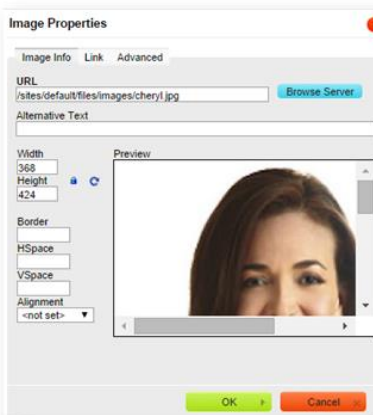 Image Properties
Image Info Link Advanced
URL
/sites/default/files/images/cheryl.jpg
Browse Server
Alternative Text
Width
368
Height
424
Preview
Border
HSpace
VSpace
Alignment
<not set>
OK
Cancel